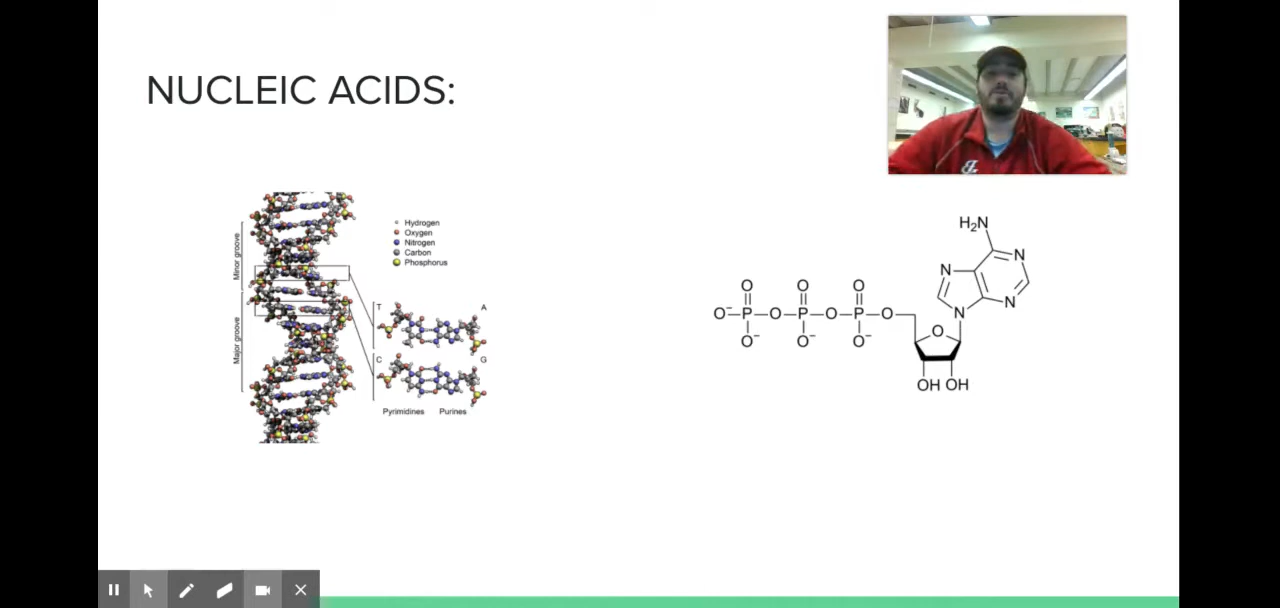 NUCLEIC ACIDS:
Minor groove
Major groove
Hydrogen
Oxygen
Nitrogen
Carbon
Phosphorus
T A
C G
Pyrimidines Purines
H₂N
N N
N N
O O O
O⁻ P O P O P O
O⁻ O⁻ O⁻
O
OH OH